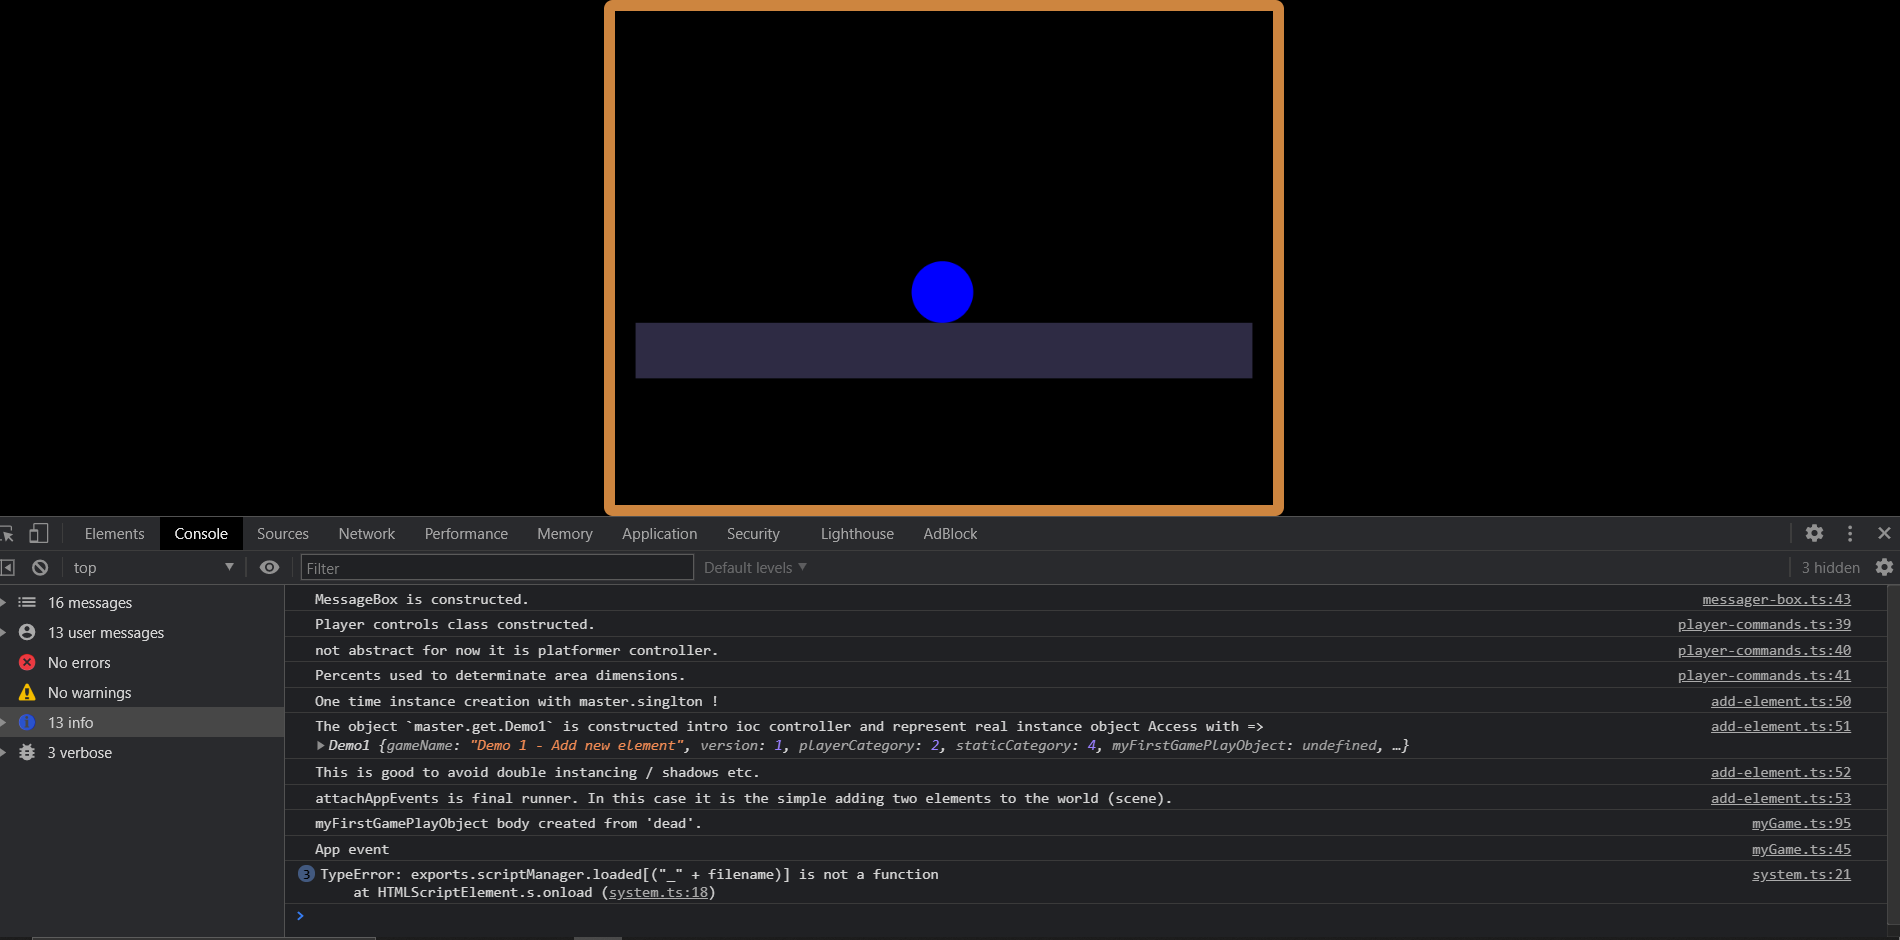 Elements Console Sources Network Performance Memory Application Security Lighthouse AdBlock
top Filter Default levels 3 hidden
16 messages
13 user messages
No errors
No warnings
13 info
3 verbose
MessageBox is constructed. messager-box.ts:43
Player controls class constructed. player-commands.ts:39
not abstract for now it is platformer controller. player-commands.ts:40
Percents used to determinate area dimensions. player-commands.ts:41
One time instance creation with master.singlton ! add-element.ts:50
The object `master.get.Demo1` is constructed intro ioc controller and represent real instance object Access with => add-element.ts:51
Demo1 {gameName: "Demo 1 - Add new element", version: 1, playerCategory: 2, staticCategory: 4, myFirstGamePlayObject: undefined, …}
This is good to avoid double instancing / shadows etc. add-element.ts:52
attachAppEvents is final runner. In this case it is the simple adding two elements to the world (scene). add-element.ts:53
myFirstGamePlayObject body created from 'dead'. myGame.ts:95
App event myGame.ts:45
3 TypeError: exports.scriptManager.loaded[("_" + filename)] is not a function system.ts:21
at HTMLScriptElement.s.onload (system.ts:18)